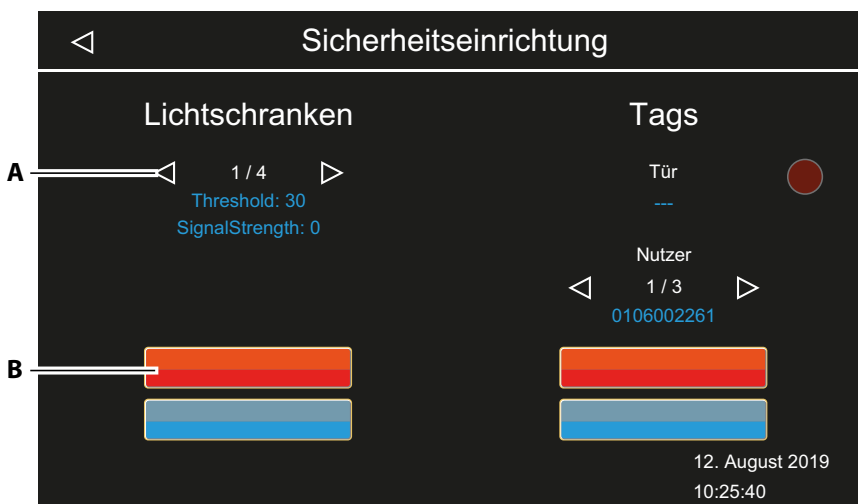 Sicherheitseinrichtung
Lichtschranken
A
1 / 4
Threshold: 30
SignalStrength: 0
B
Tags
Tür
---
Nutzer
1 / 3
0106002261
12. August 2019
10:25:40